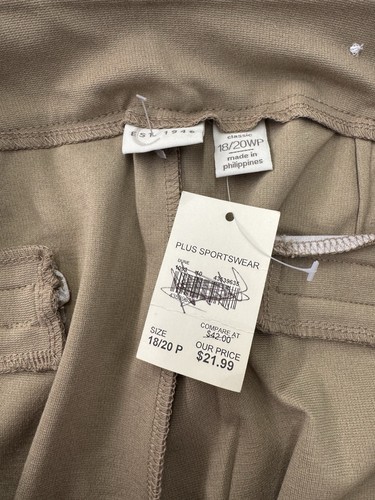 EST. 1946
classic
18/20WP
made in
philippines
PLUS SPORTSWEAR
COMPARE AT
$42.00
SIZE
18/20 P
OUR PRICE
$21.99